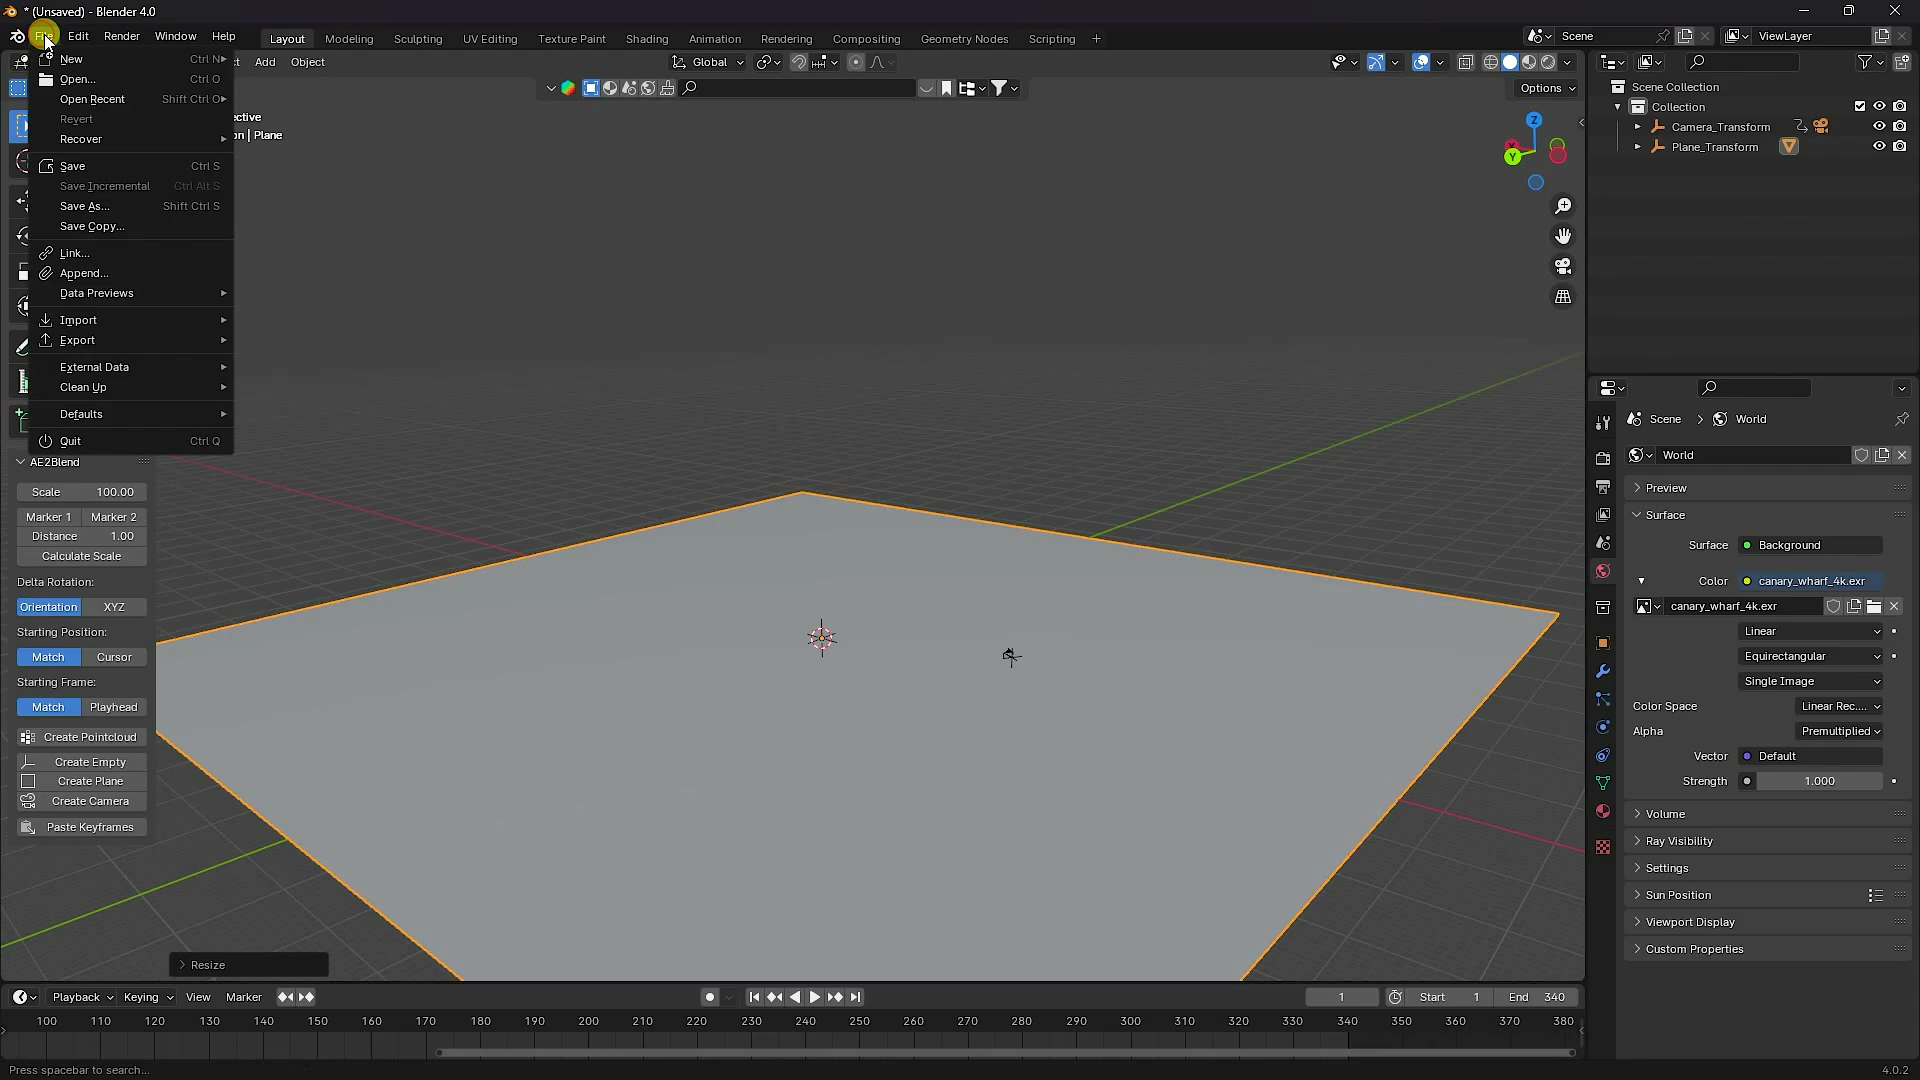 * (Unsaved) - Blender 4.0
File Edit Render Window Help
Layout Modeling Sculpting UV Editing Texture Paint Shading Animation Rendering Compositing Geometry Nodes Scripting +
Scene
ViewLayer
Add Object
Global
Options
New Ctrl N
Open... Ctrl O
Open Recent Shift Ctrl O
Revert
Recover
Save Ctrl S
Save Incremental Ctrl Alt S
Save As... Shift Ctrl S
Save Copy...
Link...
Append...
Data Previews
Import
Export
External Data
Clean Up
Defaults
Quit Ctrl Q
ective
on | Plane
Z
Y
AE2Blend
Scale 100.00
Marker 1 Marker 2
Distance 1.00
Calculate Scale
Delta Rotation:
Orientation XYZ
Starting Position:
Match Cursor
Starting Frame:
Match Playhead
Create Pointcloud
Create Empty
Create Plane
Create Camera
Paste Keyframes
Resize
Scene Collection
Collection
Camera_Transform
Plane_Transform
Scene > World
World
Preview
Surface
Surface Background
Color canary_wharf_4k.exr
canary_wharf_4k.exr
Linear
Equirectangular
Single Image
Color Space Linear Rec....
Alpha Premultiplied
Vector Default
Strength 1.000
Volume
Ray Visibility
Settings
Sun Position
Viewport Display
Custom Properties
Playback Keying View Marker
1 Start 1 End 340
100 110 120 130 140 150 160 170 180 190 200 210 220 230 240 250 260 270 280 290 300 310 320 330 340 350 360 370 380
Press spacebar to search...
4.0.2